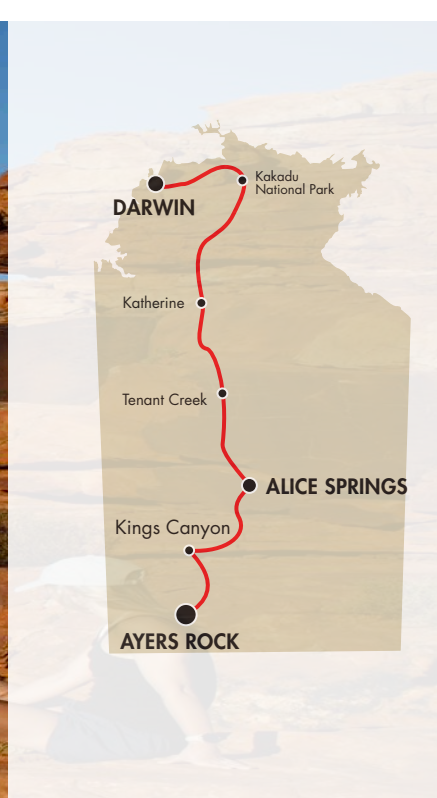 Kakadu
National Park
DARWIN
Katherine
Tenant Creek
ALICE SPRINGS
Kings Canyon
AYERS ROCK